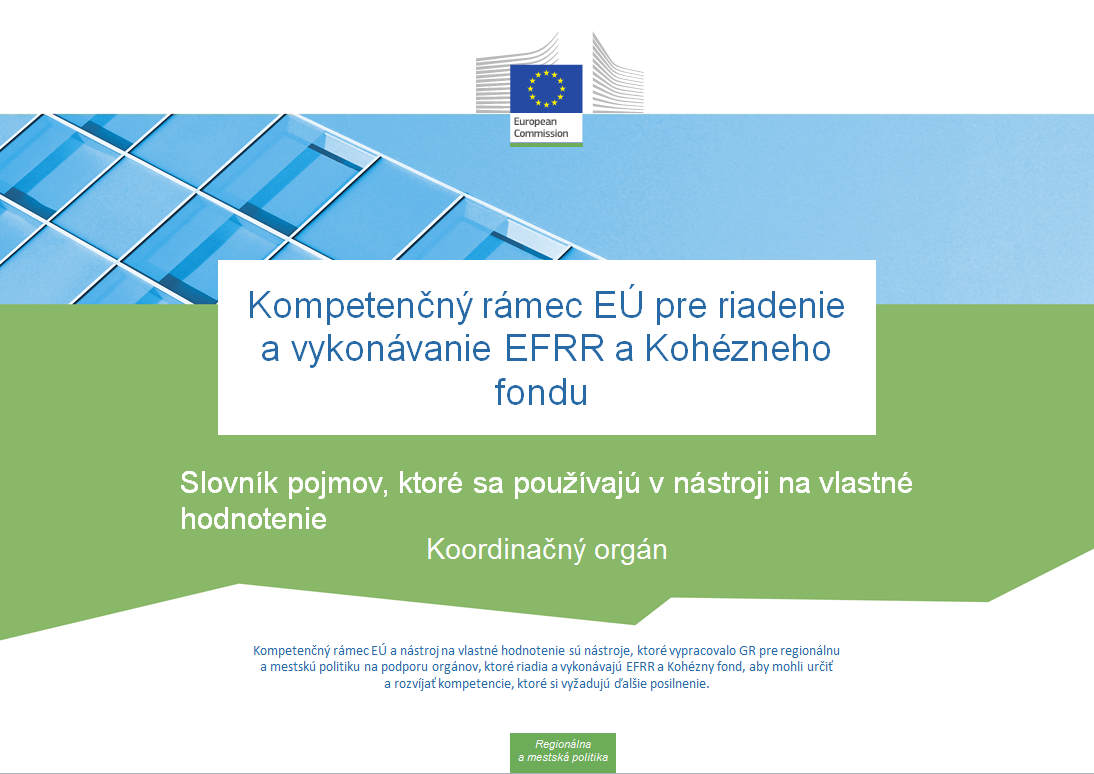 European
Commission
Kompetenčný rámec EÚ pre riadenie
a vykonávanie EFRR a Kohézneho
fondu
Slovník pojmov, ktoré sa používajú v nástroji na vlastné
hodnotenie
Koordinačný orgán
Kompetenčný rámec EÚ a nástroj na vlastné hodnotenie sú nástroje, ktoré vypracovalo GR pre regionálnu
a mestskú politiku na podporu orgánov, ktoré riadia a vykonávajú EFRR a Kohézny fond, aby mohli určiť
a rozvíjať kompetencie, ktoré si vyžadujú ďalšie posilnenie.
Regionálna
a mestská politika